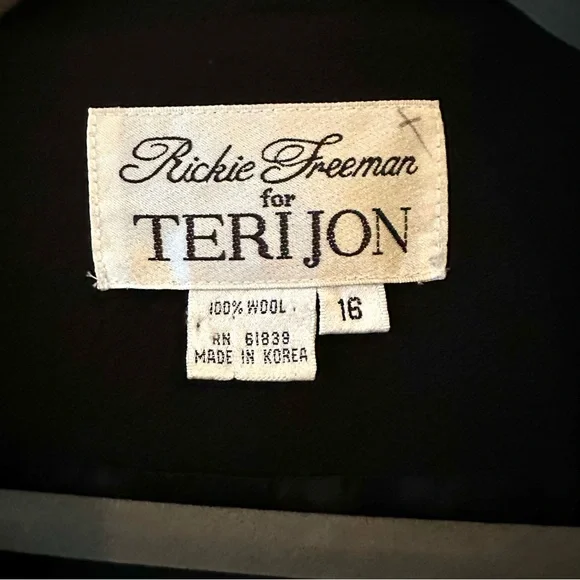 Rickie Freeman
for
TERI JON
100% WOOL
16
RN 61839
MADE IN KOREA